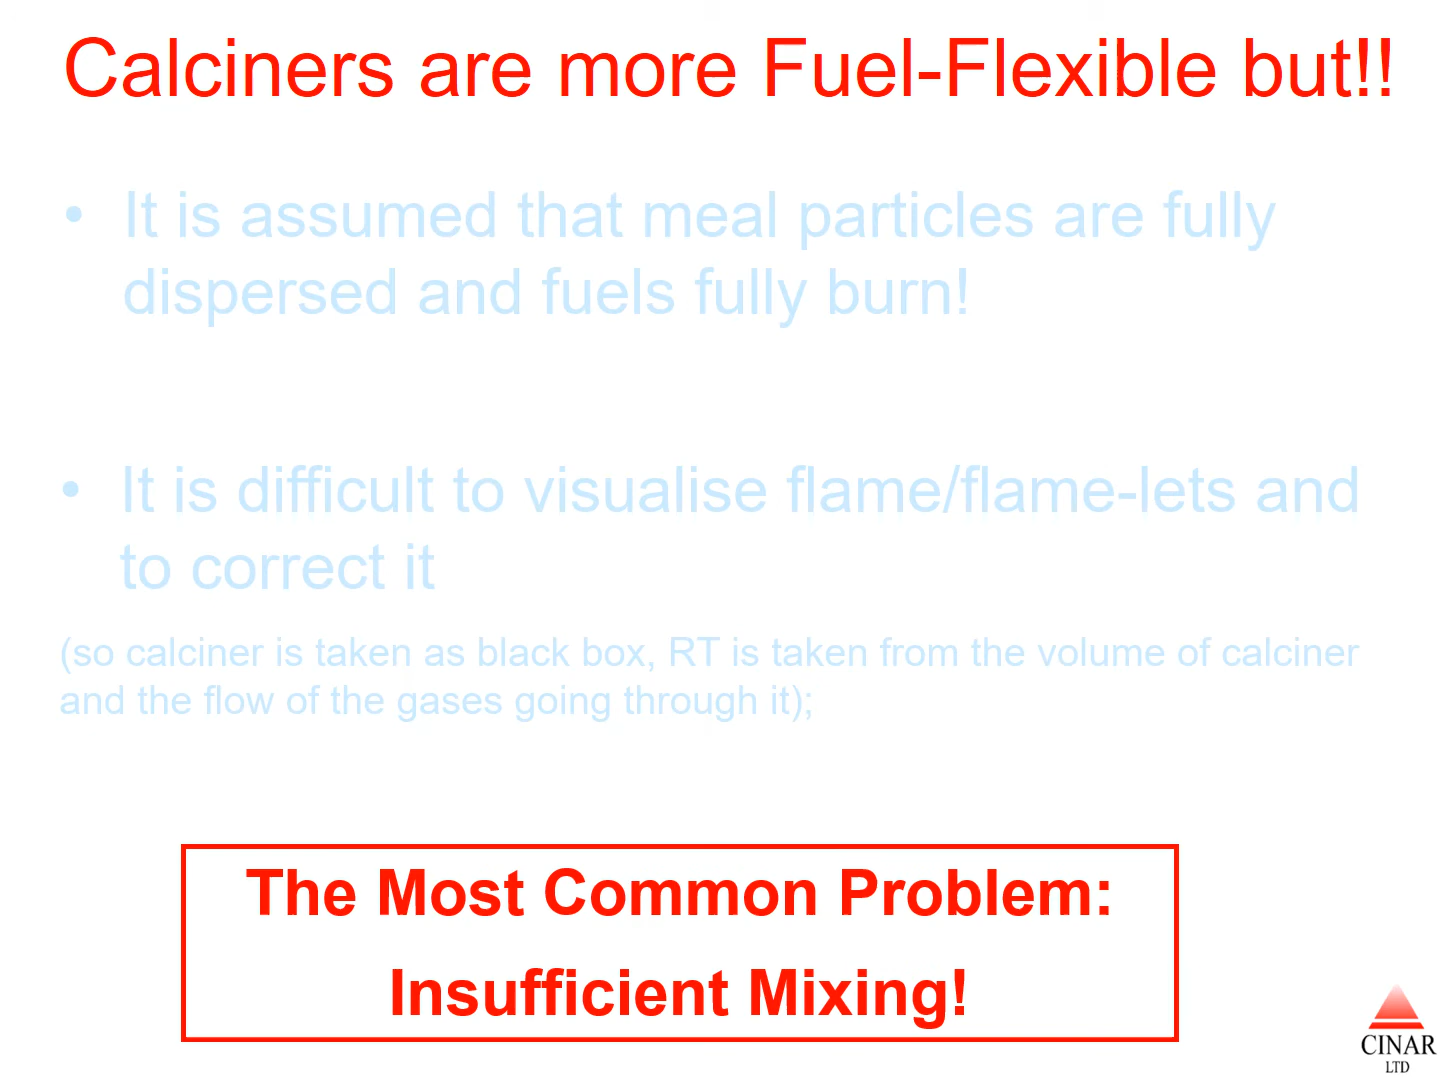 Calciners are more Fuel-Flexible but!!
• It is assumed that meal particles are fully
dispersed and fuels fully burn!
• It is difficult to visualise flame/flame-lets and
to correct it
(so calciner is taken as black box, RT is taken from the volume of calciner
and the flow of the gases going through it);
The Most Common Problem:
Insufficient Mixing!
CINAR
LTD